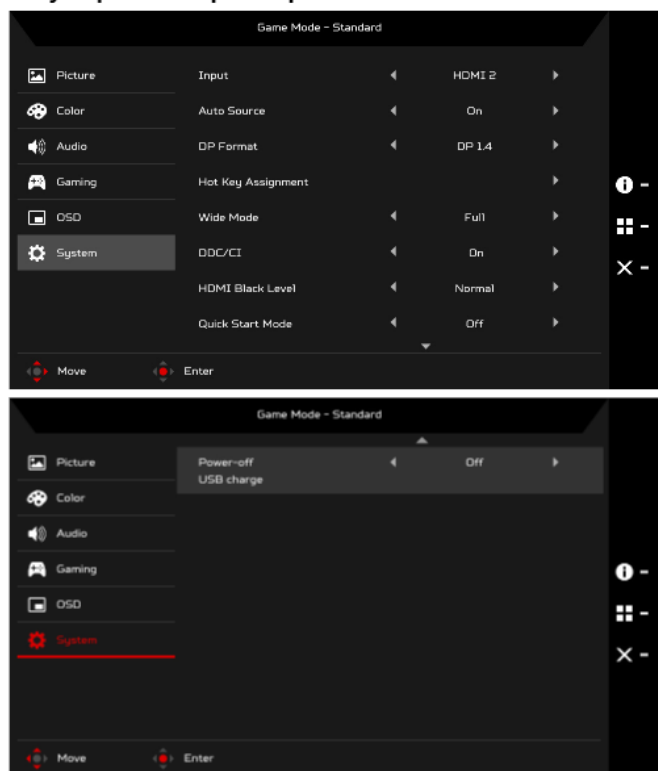 Game Mode - Standard
Picture Input HDMI 2
Color Auto Source On
Audio DP Format DP 1.4
Gaming Hot Key Assignment
OSD Wide Mode Full
System DDC/CI On
HDMI Black Level Normal
Quick Start Mode Off
Move Enter
Game Mode - Standard
Picture Power-off Off
USB charge
Color
Audio
Gaming
OSD
System
Move Enter